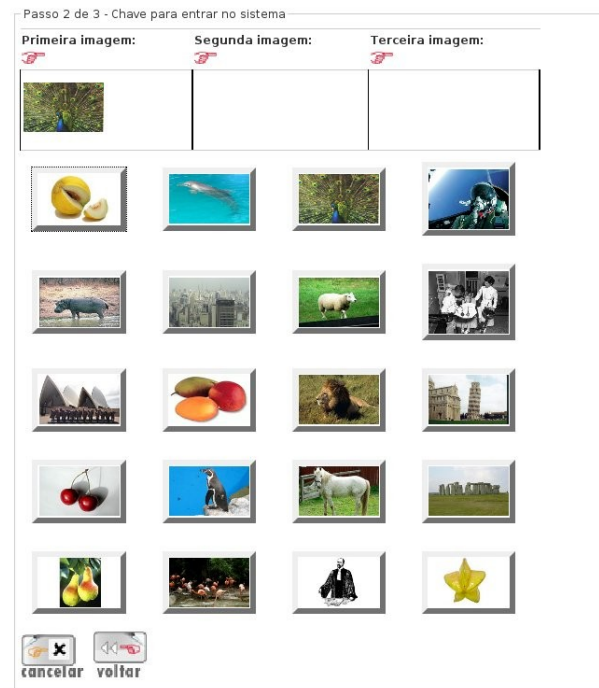 Passo 2 de 3 - Chave para entrar no sistema
Primeira imagem: Segunda imagem: Terceira imagem:
cancelar voltar